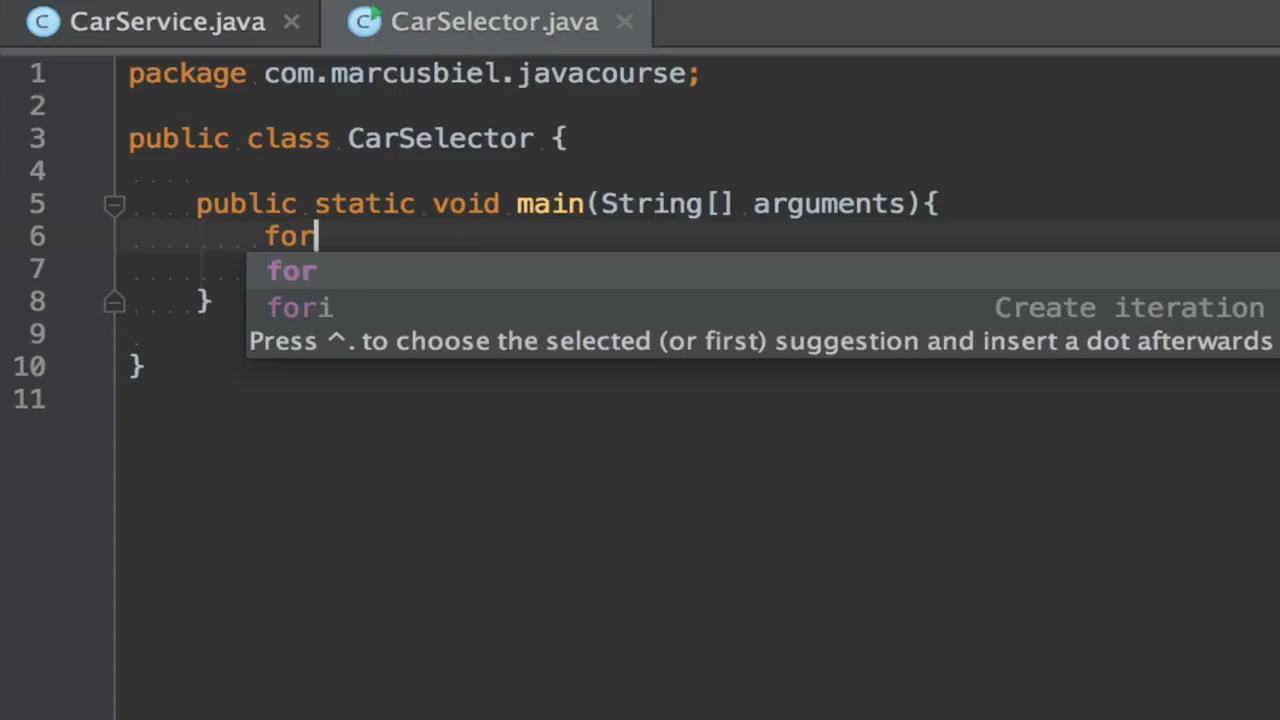 CarService.java
CarSelector.java
1 package com.marcusbiel.javacourse;
2
3 public class CarSelector {
4
5 public static void main(String[] arguments){
6 for
for
7
fori Create iteration
8 }
Press ^. to choose the selected (or first) suggestion and insert a dot afterwards
9
10 }
11